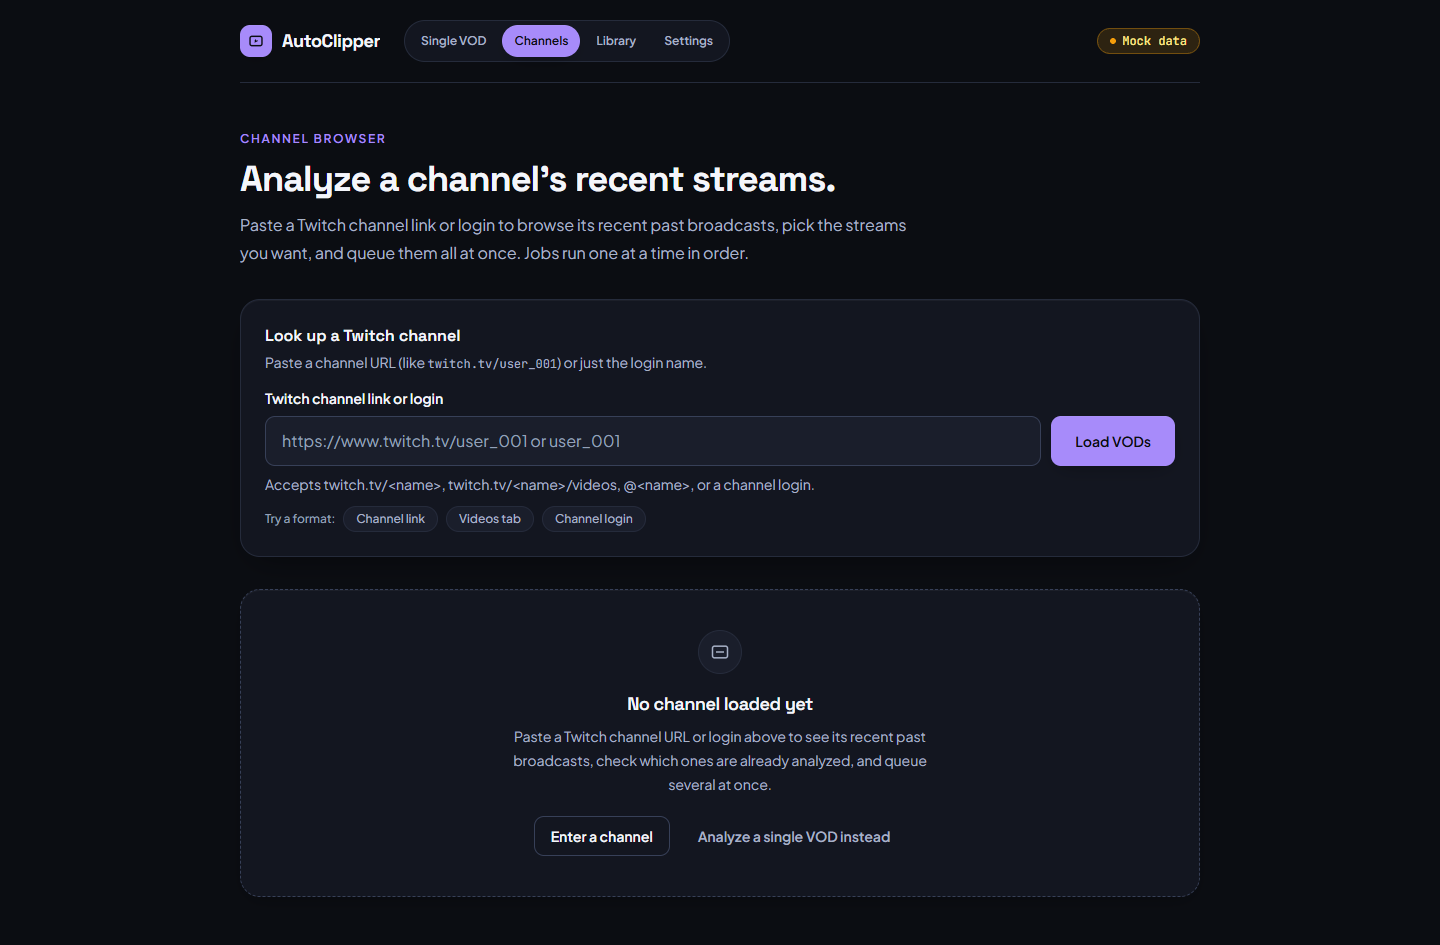 AutoClipper
Single VOD
Channels
Library
Settings
Mock data
CHANNEL BROWSER
Analyze a channel’s recent streams.
Paste a Twitch channel link or login to browse its recent past broadcasts, pick the streams
you want, and queue them all at once. Jobs run one at a time in order.
Look up a Twitch channel
Paste a channel URL (like twitch.tv/user_001) or just the login name.
Twitch channel link or login
https://www.twitch.tv/user_001 or user_001
Load VODs
Accepts twitch.tv/<name>, twitch.tv/<name>/videos, @<name>, or a channel login.
Try a format:
Channel link
Videos tab
Channel login
No channel loaded yet
Paste a Twitch channel URL or login above to see its recent past
broadcasts, check which ones are already analyzed, and queue
several at once.
Enter a channel
Analyze a single VOD instead